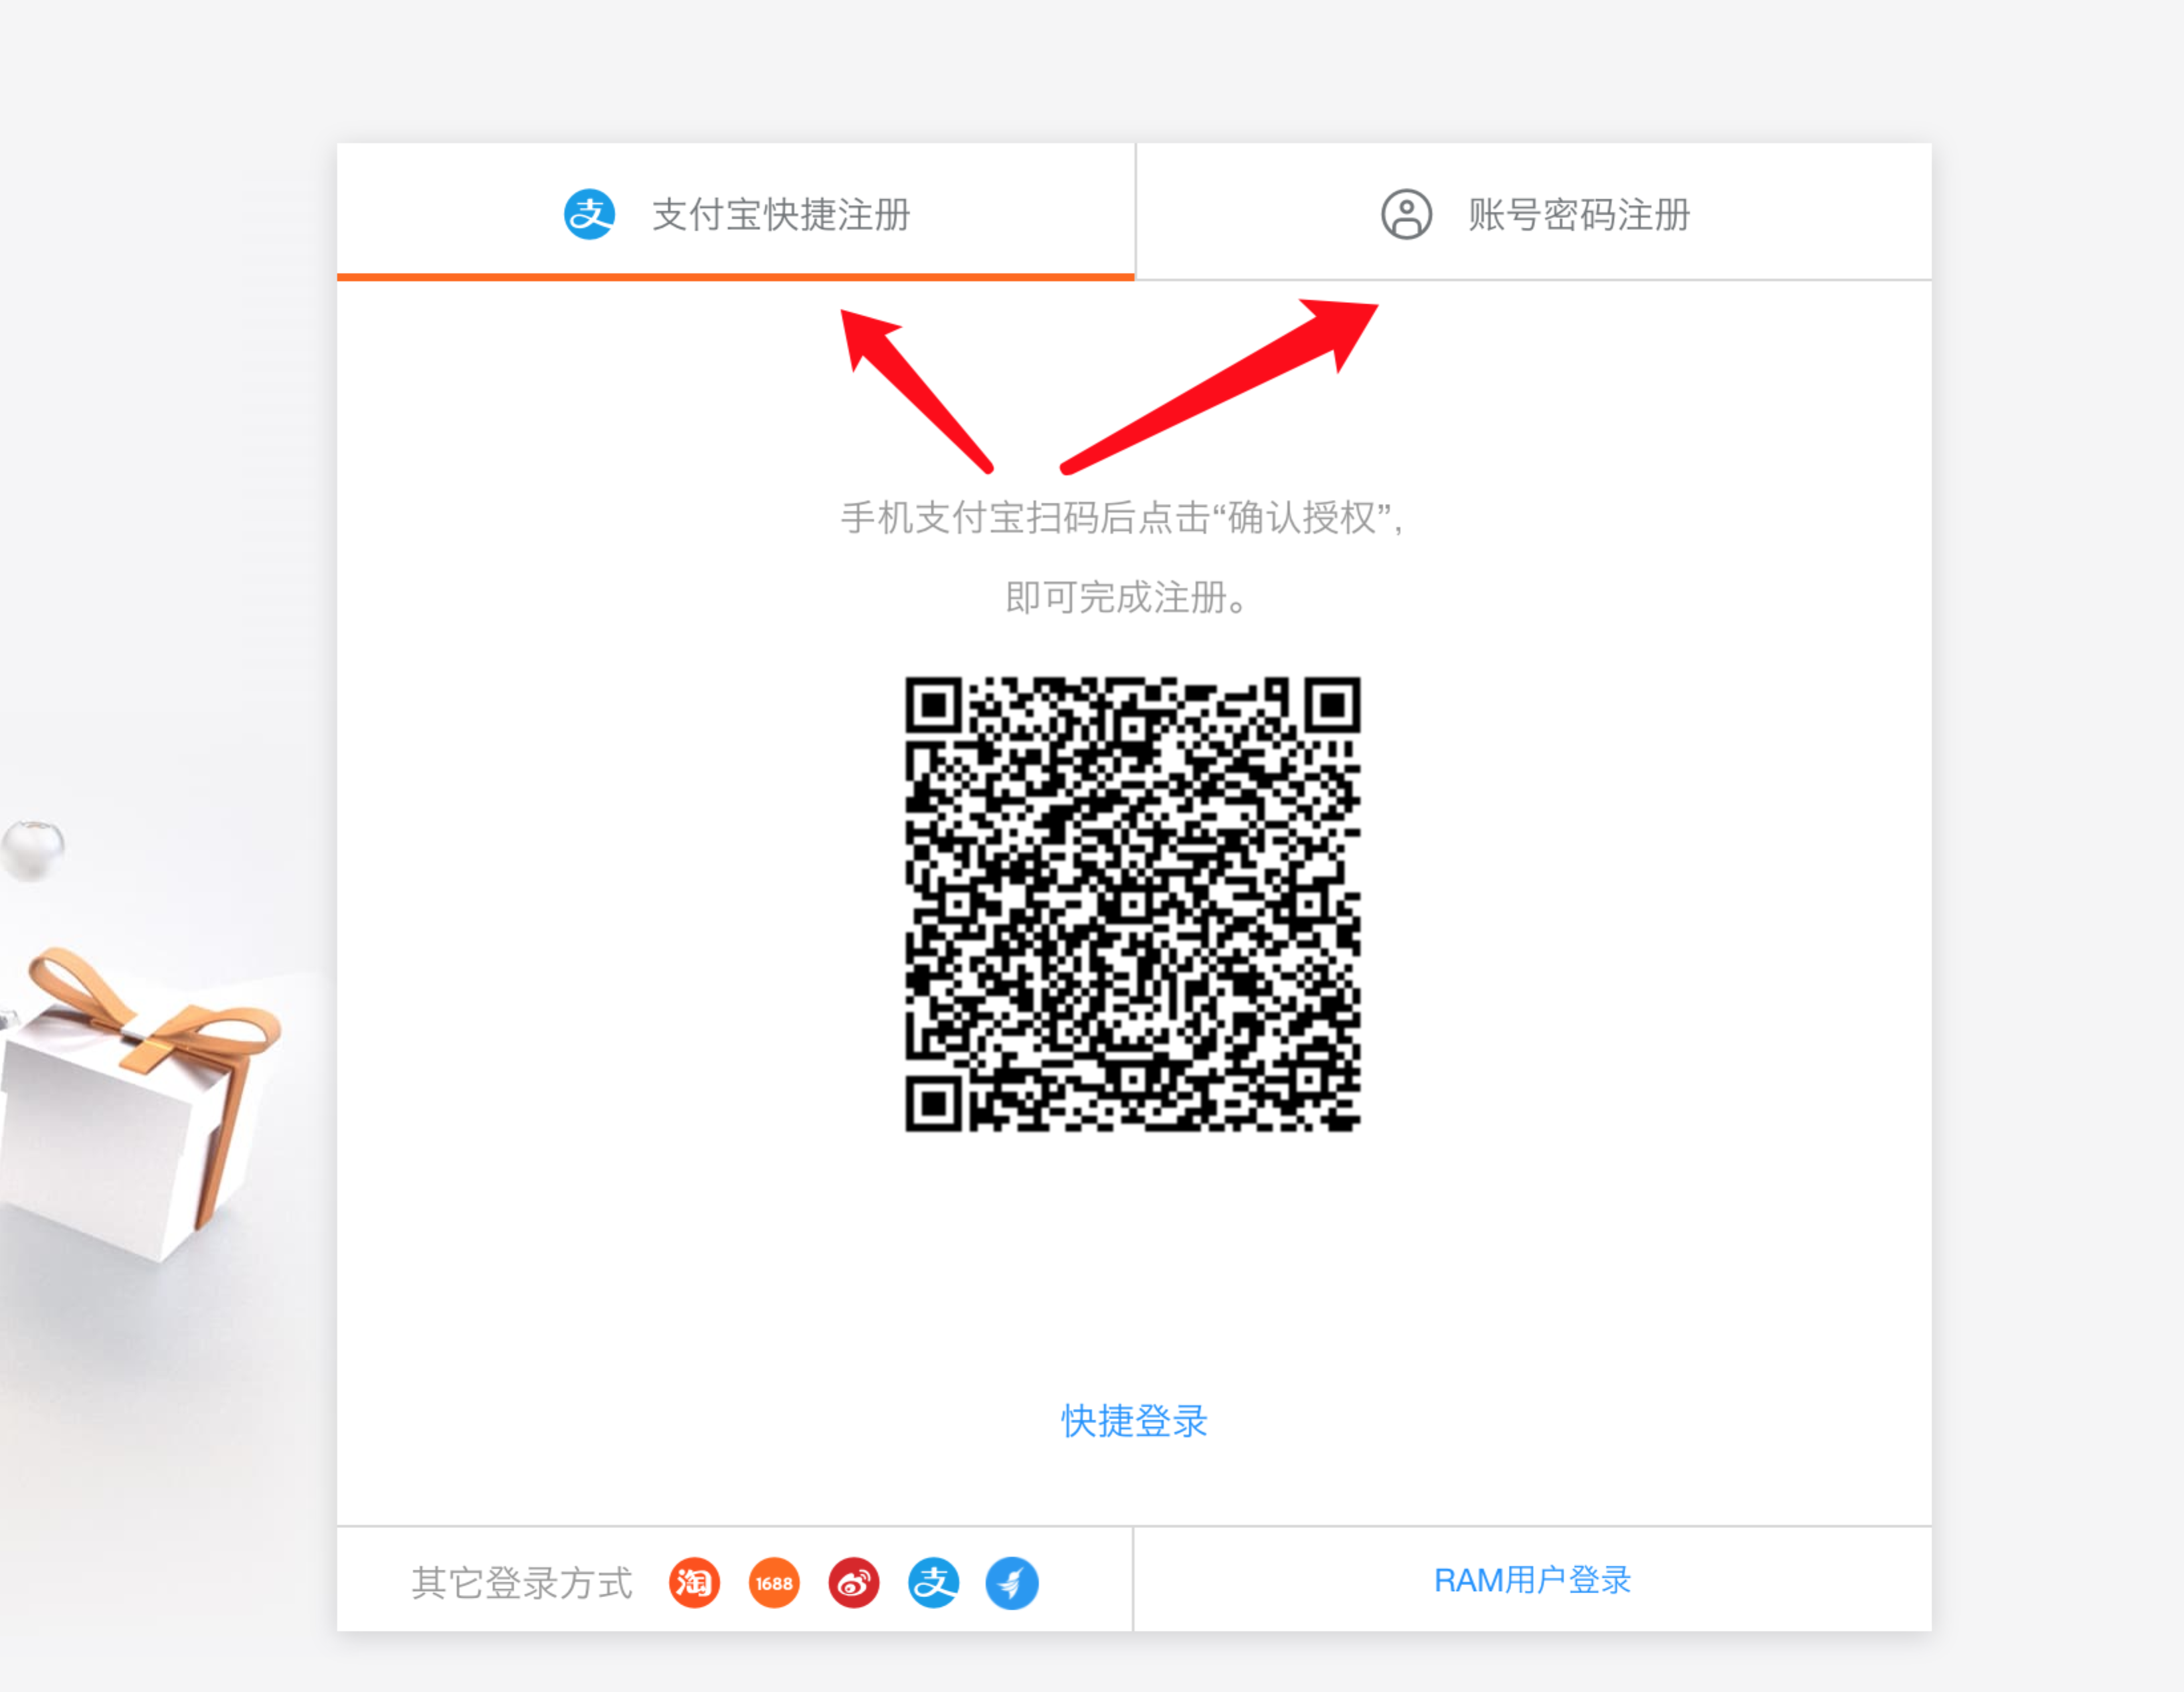 支 支付宝快捷注册
账号密码注册
手机支付宝扫码后点击“确认授权”,
即可完成注册。
快捷登录
其它登录方式 淘 1688 支
RAM用户登录